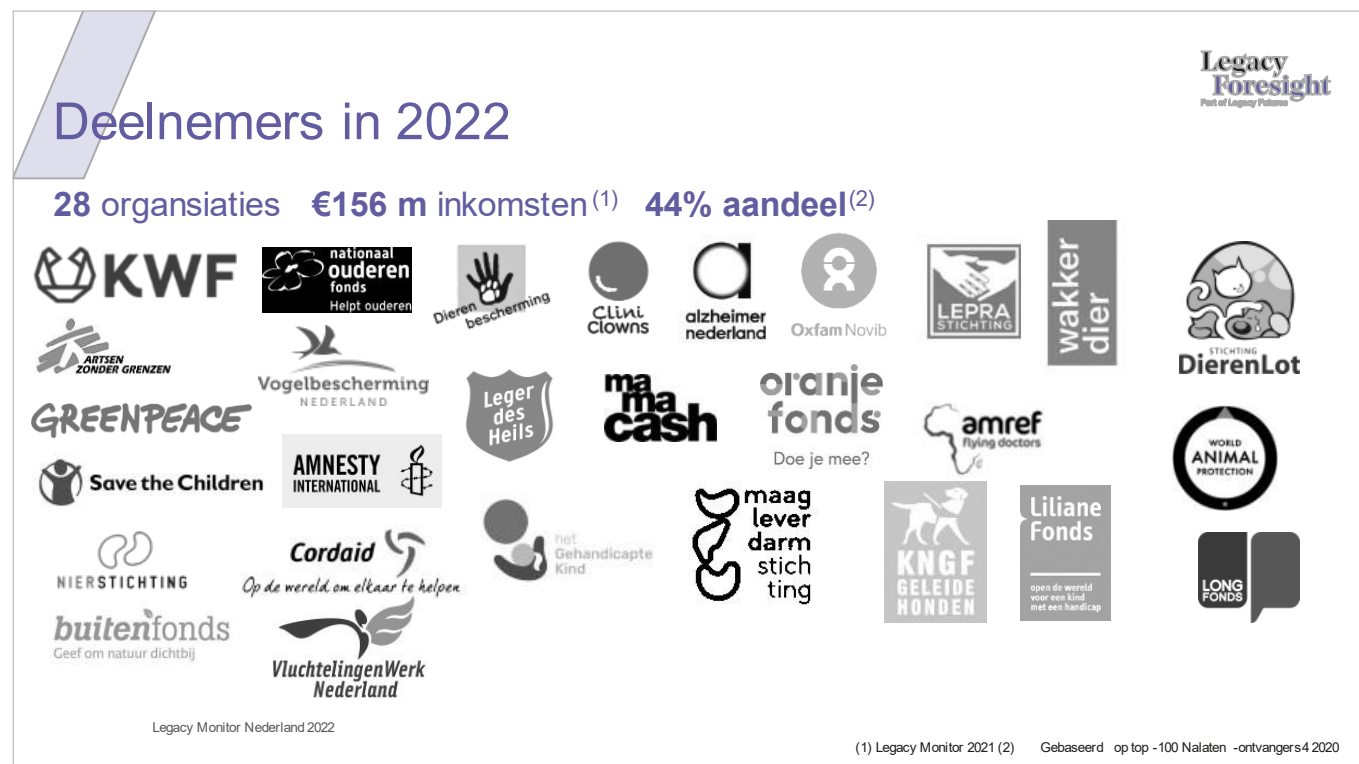 Legacy
Foresight
Part of Legacy Futures
Deelnemers in 2022
28 organsiaties €156 m inkomsten (1) 44% aandeel (2)
KWF
nationaal
ouderen
fonds
Helpt ouderen
Dieren
bescherming
Clini
Clowns
alzheimer
nederland
Oxfam Novib
LEPRA
STICHTING
wakker
dier
STICHTING
DierenLot
ARTSEN
ZONDER GRENZEN
Vogelbescherming
NEDERLAND
Leger
des
Heils
ma
ma
cash
oranje
fonds
Doe je mee?
amref
flying doctors
WORLD
ANIMAL
PROTECTION
GREENPEACE
Save the Children
AMNESTY
INTERNATIONAL
het
Gehandicapte
Kind
maag
lever
darm
stich
ting
KNGF
GELEIDE
HONDEN
Liliane
Fonds
open de wereld
voor een kind
met een handicap
LONG
FONDS
NIERSTICHTING
Cordaid
Op de wereld om elkaar te helpen
buitenfonds
Geef om natuur dichtbij
VluchtelingenWerk
Nederland
Legacy Monitor Nederland 2022
(1) Legacy Monitor 2021 (2) Gebaseerd op top -100 Nalaten -ontvangers4 2020